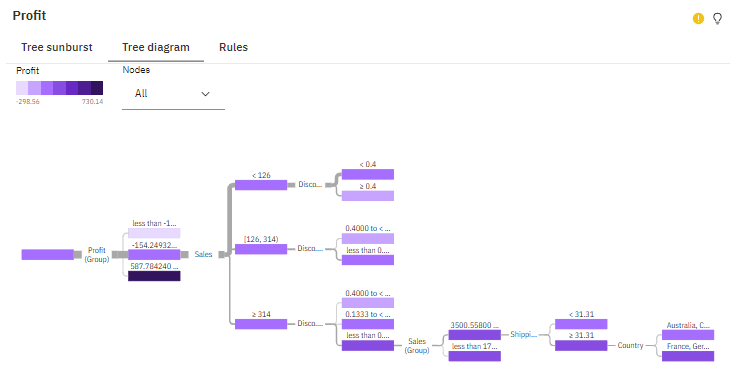 Profit
Tree sunburst
Tree diagram
Rules
Profit
-298.56
730.14
Nodes
All
Profit
(Group)
less than -1...
-154.24932...
587.784240 ...
Sales
< 126
[126, 314)
≥ 314
Disco...
Disco...
Disco...
< 0.4
≥ 0.4
0.4000 to < ...
less than 0....
0.4000 to < ...
0.1333 to < ...
less than 0....
Sales
(Group)
3500.55800 ...
less than 17...
Shippi...
< 31.31
≥ 31.31
Country
Australia, C...
France, Ger...